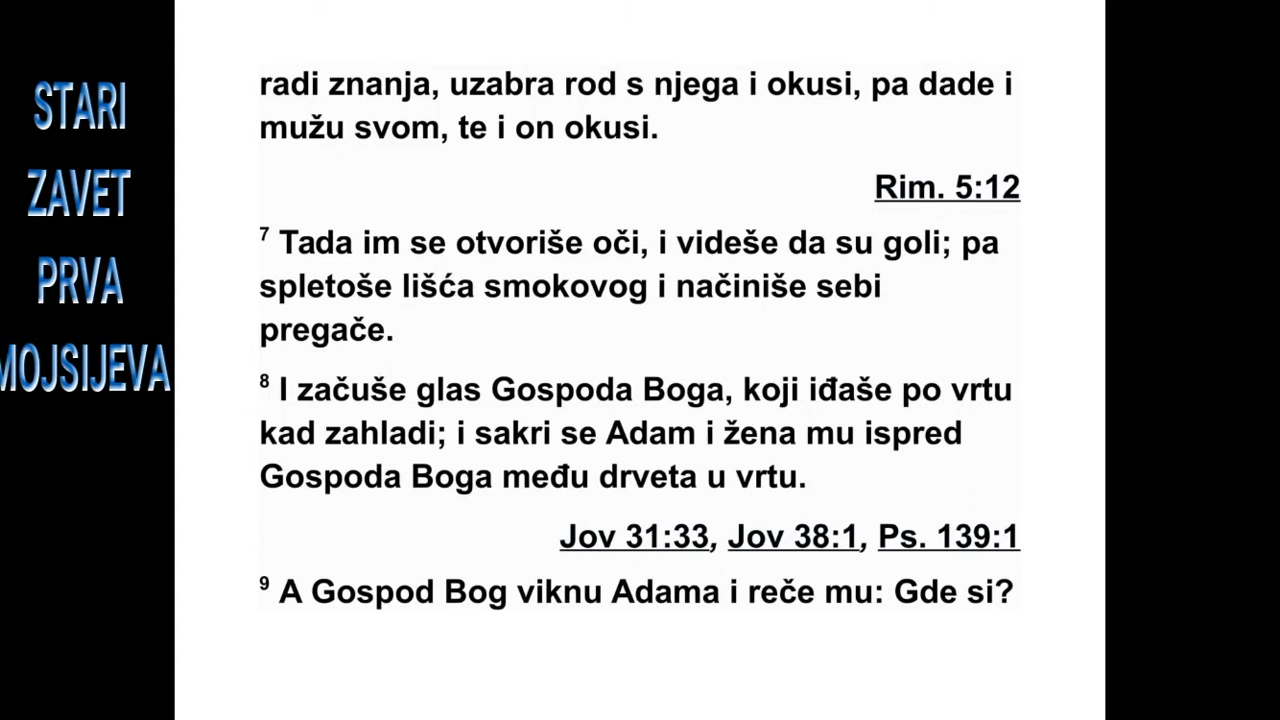 STARI
ZAVET
PRVA
MOJSIJEVA
radi znanja, uzabra rod s njega i okusi, pa dade i
mužu svom, te i on okusi.
Rim. 5:12
7 Tada im se otvoriše oči, i videše da su goli; pa
spletoše lišća smokovog i načiniše sebi
pregače.
8 I začuše glas Gospoda Boga, koji iđaše po vrtu
kad zahladi; i sakri se Adam i žena mu ispred
Gospoda Boga među drveta u vrtu.
Jov 31:33, Jov 38:1, Ps. 139:1
9 A Gospod Bog viknu Adama i reče mu: Gde si?